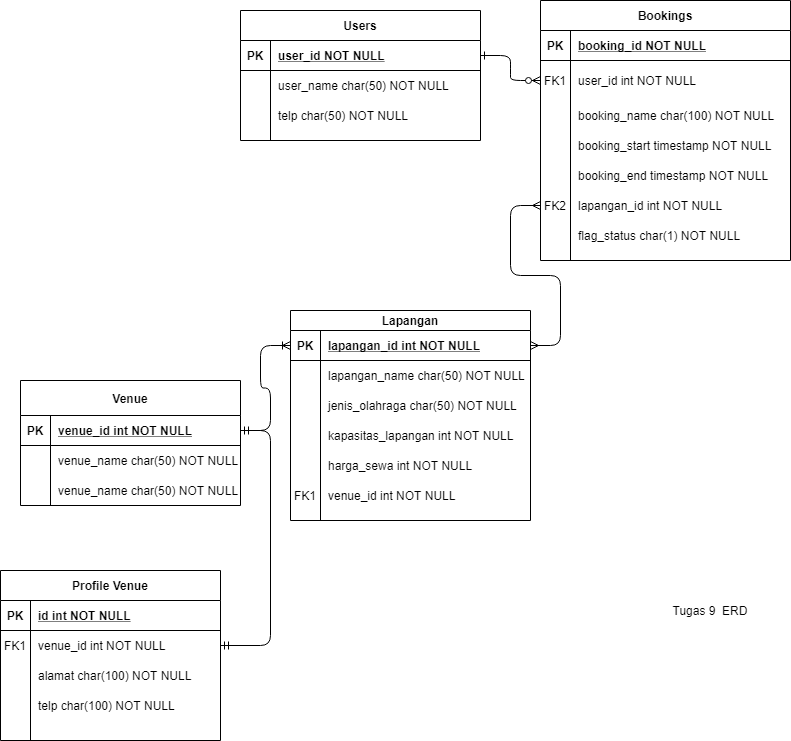 Users
PK user_id NOT NULL
user_name char(50) NOT NULL
telp char(50) NOT NULL
Bookings
PK booking_id NOT NULL
FK1 user_id int NOT NULL
booking_name char(100) NOT NULL
booking_start timestamp NOT NULL
booking_end timestamp NOT NULL
FK2 lapangan_id int NOT NULL
flag_status char(1) NOT NULL
Lapangan
PK lapangan_id int NOT NULL
lapangan_name char(50) NOT NULL
jenis_olahraga char(50) NOT NULL
kapasitas_lapangan int NOT NULL
harga_sewa int NOT NULL
FK1 venue_id int NOT NULL
Venue
PK venue_id int NOT NULL
venue_name char(50) NOT NULL
venue_name char(50) NOT NULL
Profile Venue
PK id int NOT NULL
FK1 venue_id int NOT NULL
alamat char(100) NOT NULL
telp char(100) NOT NULL
Tugas 9 ERD